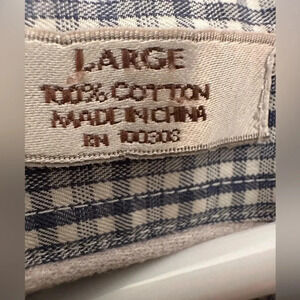 LARGE
100% COTTON
MADE IN CHINA
RN 100303